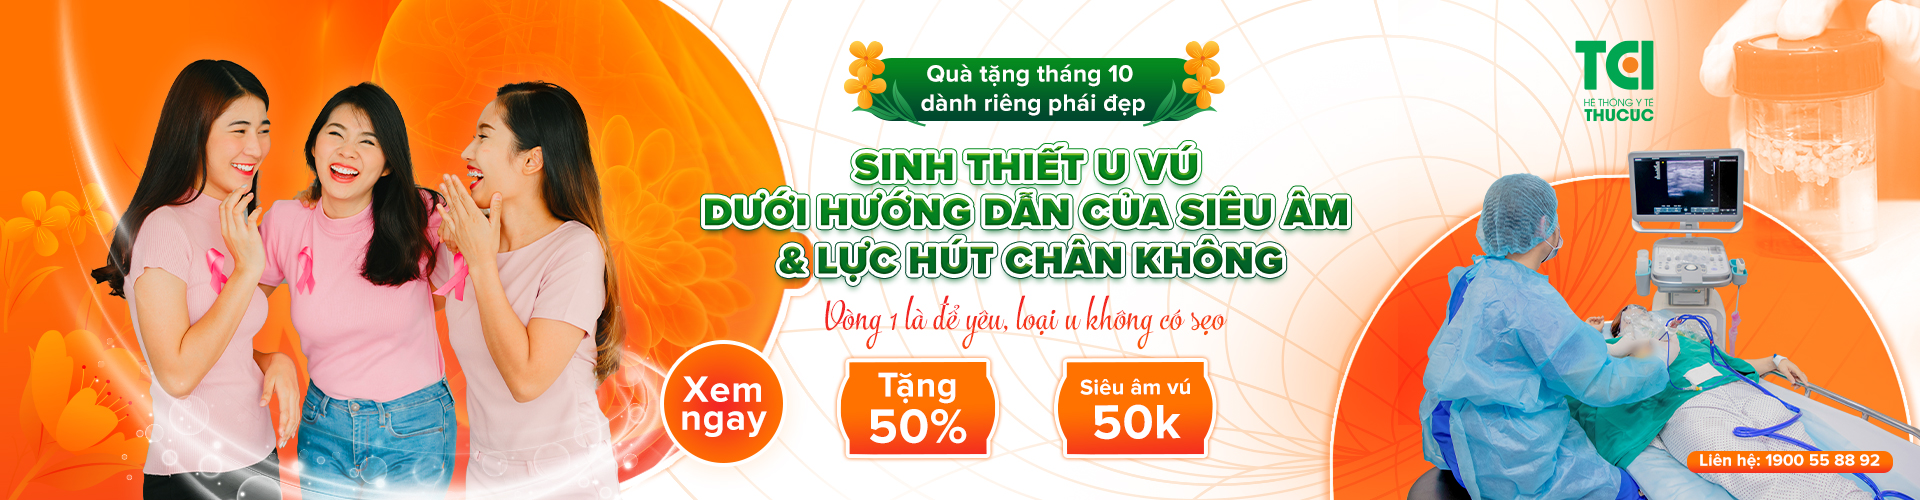 Quà tặng tháng 10
dành riêng phái đẹp
TCI
HỆ THỐNG Y TẾ
THUCUC
SINH THIẾT U VÚ
DƯỚI HƯỚNG DẪN CỦA SIÊU ÂM
& LỰC HÚT CHÂN KHÔNG
Vòng 1 là để yêu, loại u không có sẹo
Xem
ngay
Tặng
50%
Siêu âm vú
50k
Liên hệ: 1900 55 88 92